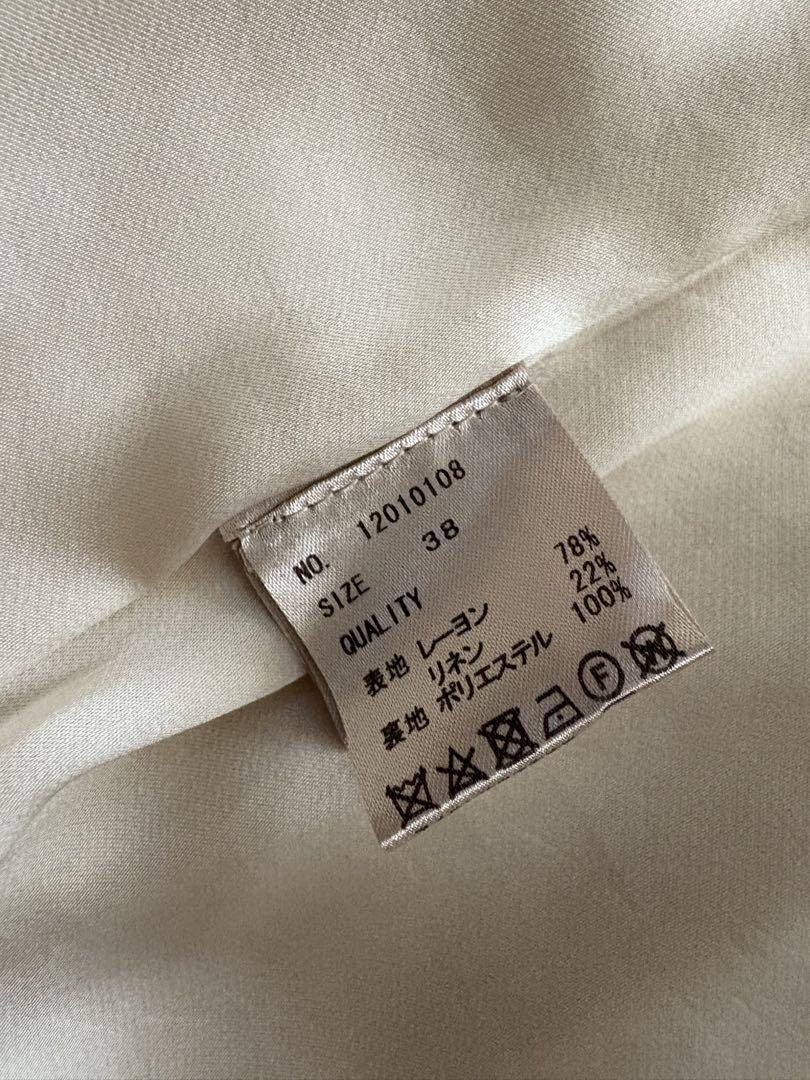 NO. 12010108
SIZE 38
QUALITY
表地 レーヨン 78%
リネン 22%
裏地 ポリエステル 100%
F W